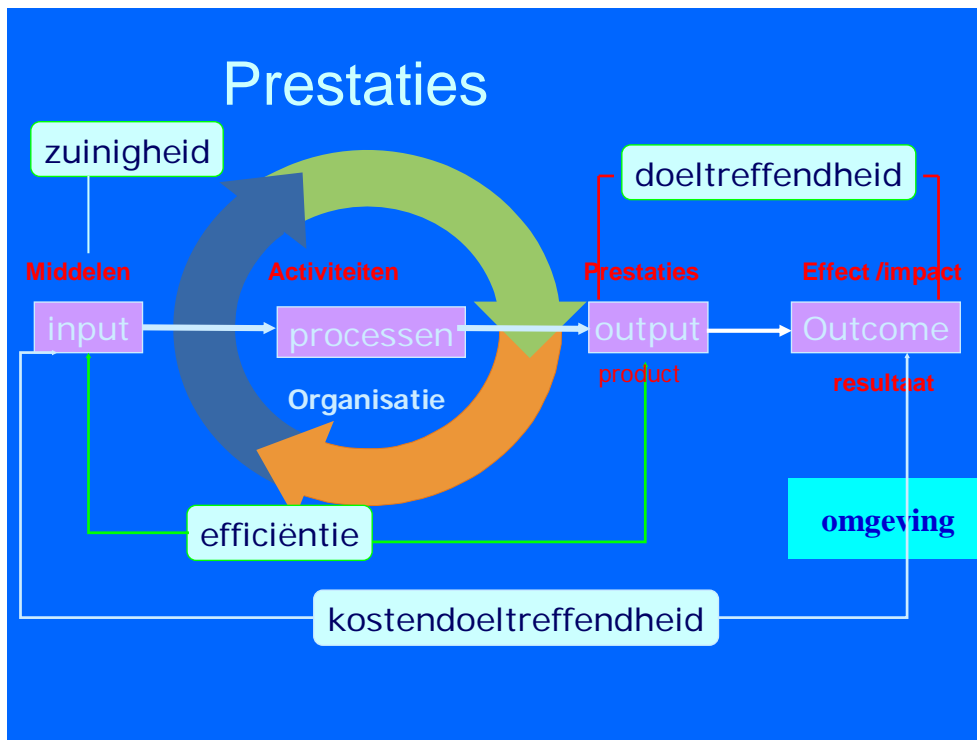 Prestaties
zuinigheid
doeltreffendheid
Middelen
Activiteiten
Prestaties
Effect /impact
input
processen
output
Outcome
product
resultaat
Organisatie
omgeving
efficiëntie
kostendoeltreffendheid